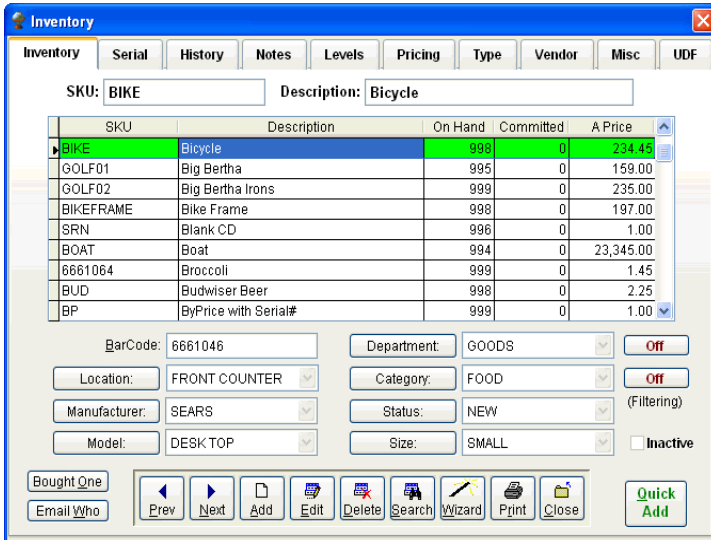 Inventory
Inventory Serial History Notes Levels Pricing Type Vendor Misc UDF
SKU: BIKE Description: Bicycle
SKU Description On Hand Committed A Price
BIKE Bicycle 998 0 234.45
GOLF01 Big Bertha 995 0 159.00
GOLF02 Big Bertha Irons 999 0 235.00
BIKEFRAME Bike Frame 998 0 197.00
SRN Blank CD 996 0 1.00
BOAT Boat 994 0 23,345.00
6661064 Broccoli 999 0 1.45
BUD Budwiser Beer 998 0 2.25
BP ByPrice with Serial# 999 0 1.00
BarCode: 6661046 Department: GOODS Off
Location: FRONT COUNTER Category: FOOD Off
(Filtering)
Manufacturer: SEARS Status: NEW
Model: DESKTOP Size: SMALL Inactive
Bought One
Email Who
Prev Next Add Edit Delete Search Wizard Print Close
Quick
Add